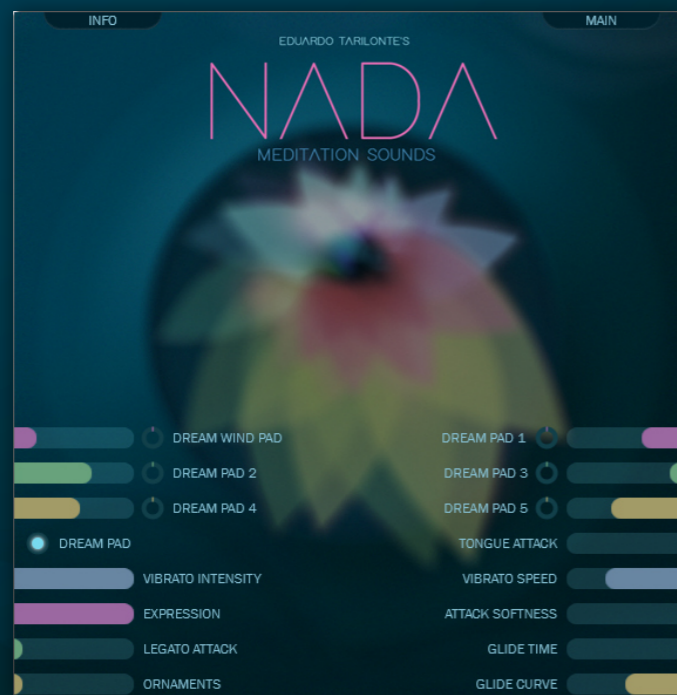 INFO MAIN
EDUARDO TARILONTE'S
NADA
MEDITATION SOUNDS
DREAM WIND PAD DREAM PAD 1
DREAM PAD 2 DREAM PAD 3
DREAM PAD 4 DREAM PAD 5
DREAM PAD TONGUE ATTACK
VIBRATO INTENSITY VIBRATO SPEED
EXPRESSION ATTACK SOFTNESS
LEGATO ATTACK GLIDE TIME
ORNAMENTS GLIDE CURVE